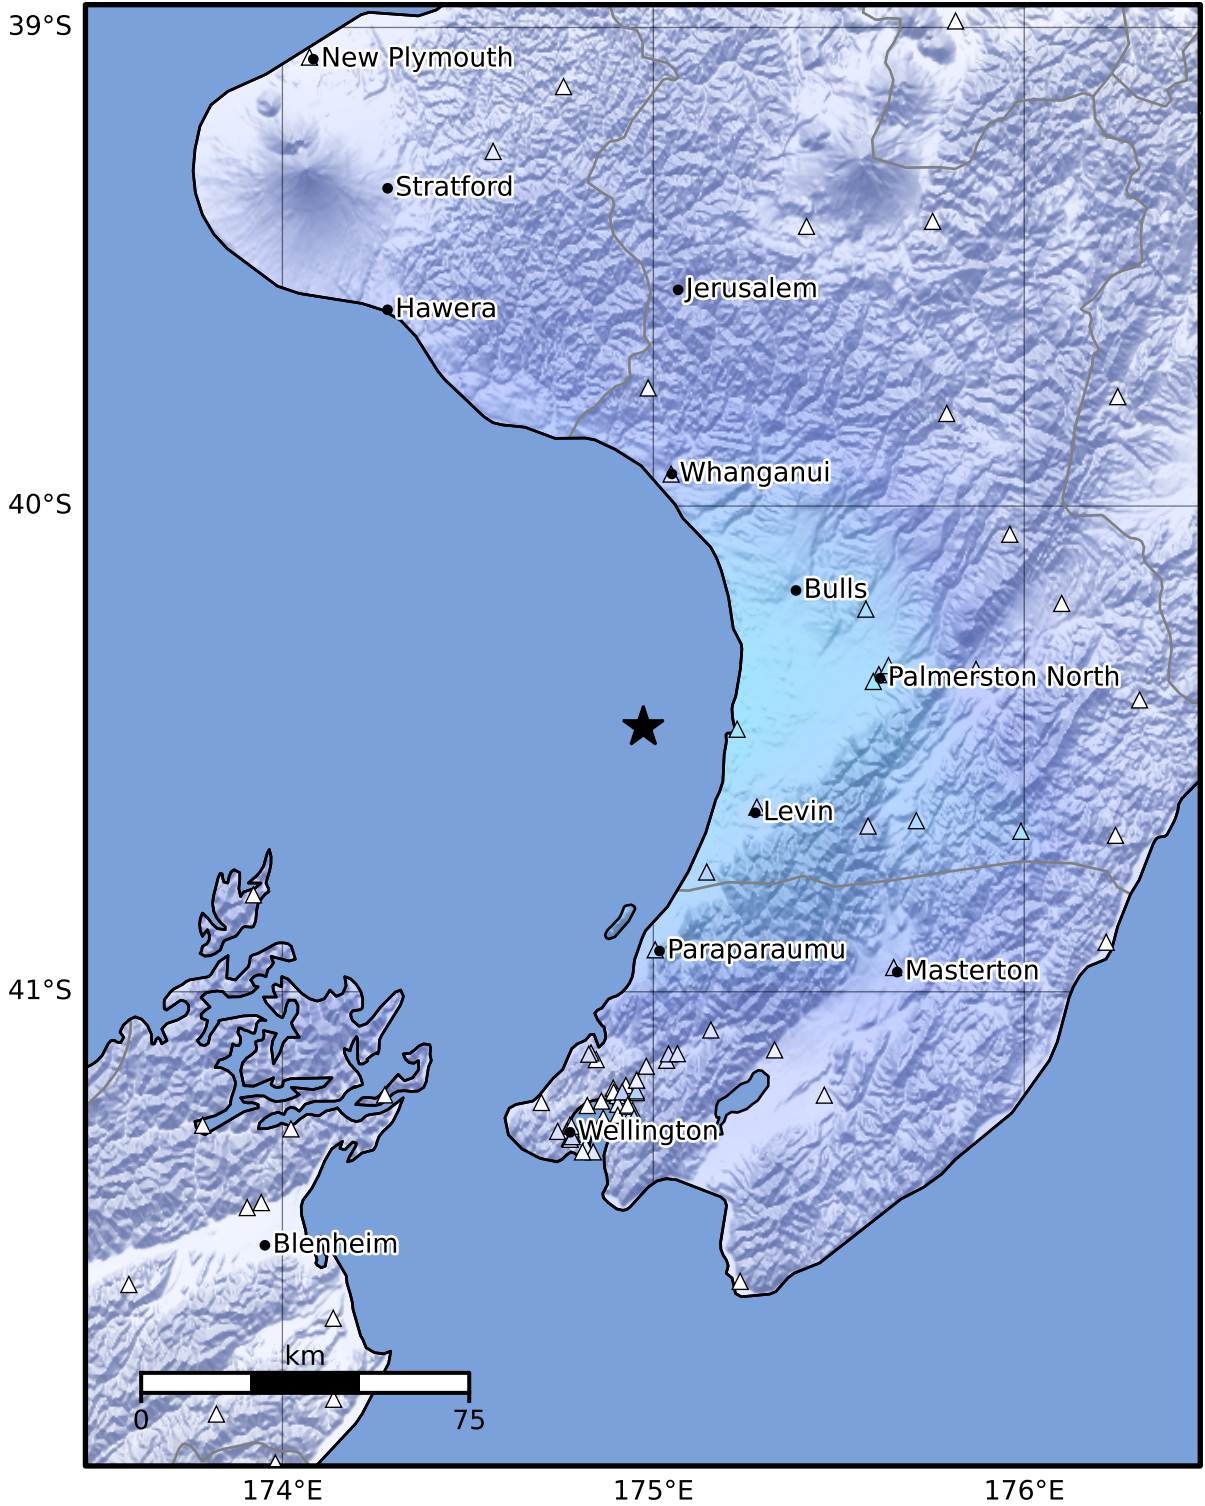 39°S
New Plymouth
Stratford
Jerusalem
Hawera
Whanganui
40°S
Bulls
Palmerston North
Levin
Paraparaumu
Masterton
41°S
Wellington
Blenheim
km
0 75
174°E 175°E 176°E